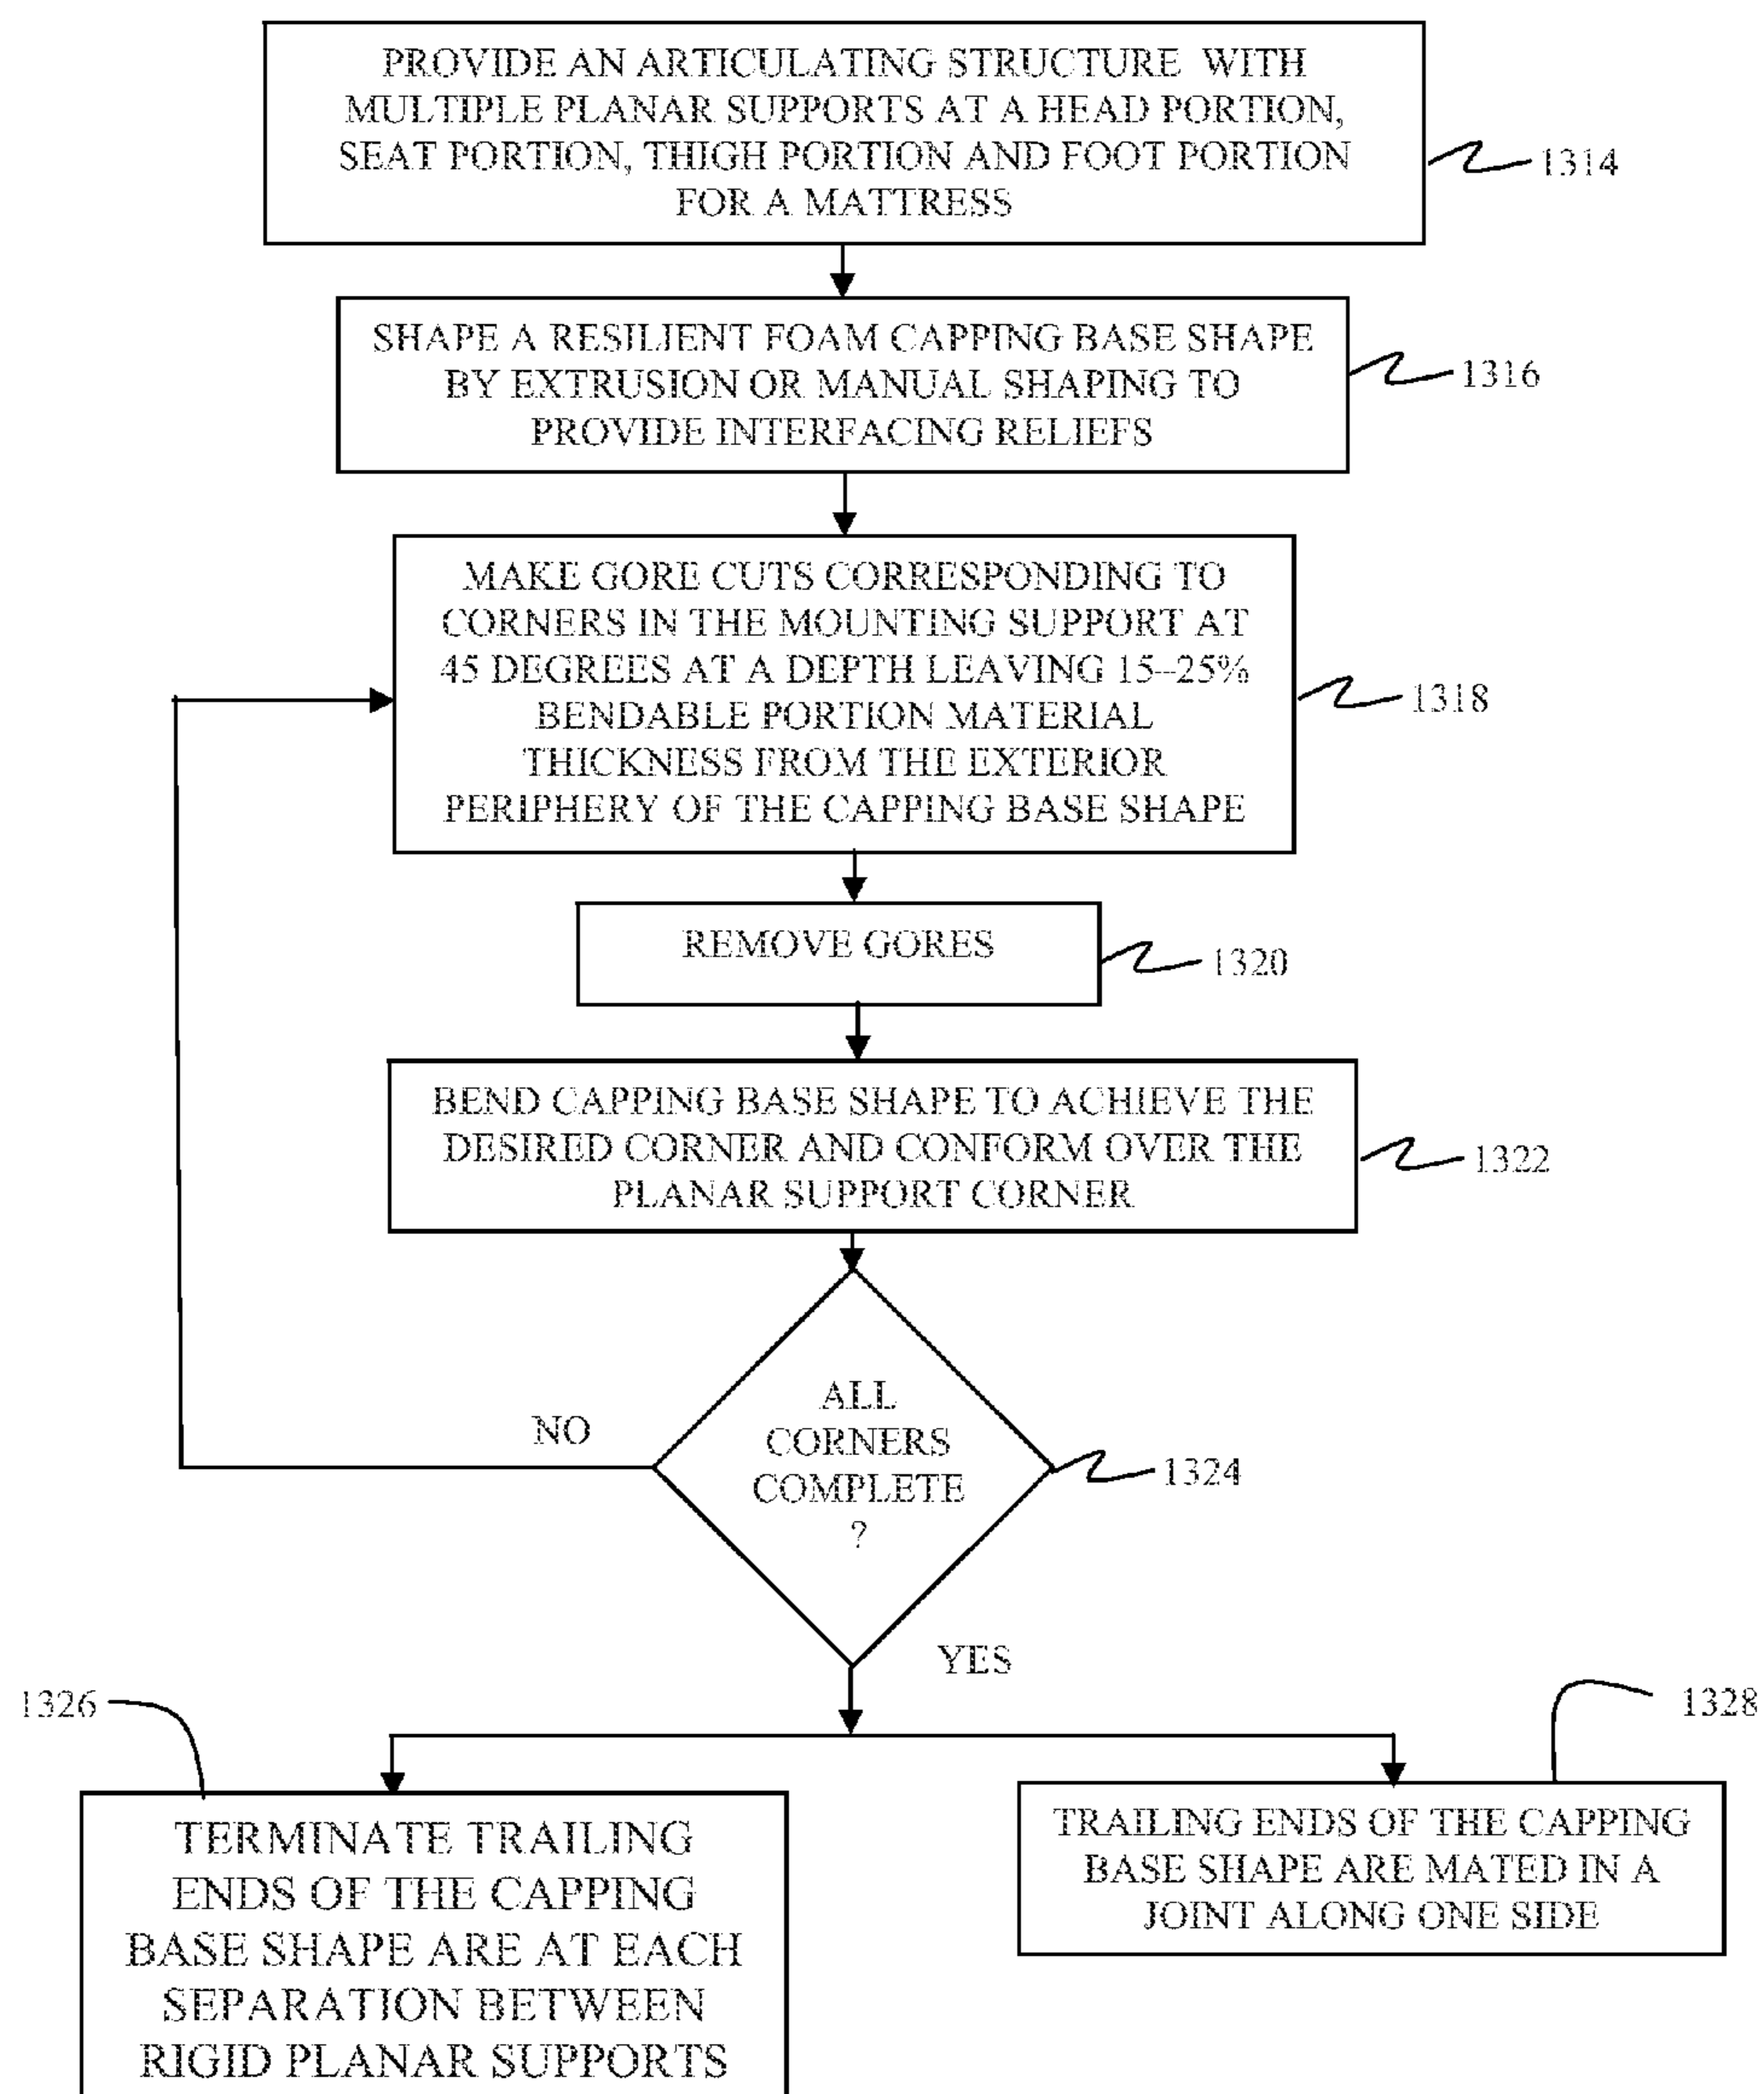 PROVIDE AN ARTICULATING STRUCTURE WITH
MULTIPLE PLANAR SUPPORTS AT A HEAD PORTION,
SEAT PORTION, THIGH PORTION AND FOOT PORTION
FOR A MATTRESS
1314
SHAPE A RESILIENT FOAM CAPPING BASE SHAPE
BY EXTRUSION OR MANUAL SHAPING TO
PROVIDE INTERFACING RELIEFS
1316
MAKE GORE CUTS CORRESPONDING TO
CORNERS IN THE MOUNTING SUPPORT AT
45 DEGREES AT A DEPTH LEAVING 15--25%
BENDABLE PORTION MATERIAL
THICKNESS FROM THE EXTERIOR
PERIPHERY OF THE CAPPING BASE SHAPE
1318
REMOVE GORES
1320
BEND CAPPING BASE SHAPE TO ACHIEVE THE
DESIRED CORNER AND CONFORM OVER THE
PLANAR SUPPORT CORNER
1322
ALL
CORNERS
COMPLETE
?
1324
NO
YES
1326
TERMINATE TRAILING
ENDS OF THE CAPPING
BASE SHAPE ARE AT EACH
SEPARATION BETWEEN
RIGID PLANAR SUPPORTS
1328
TRAILING ENDS OF THE CAPPING
BASE SHAPE ARE MATED IN A
JOINT ALONG ONE SIDE